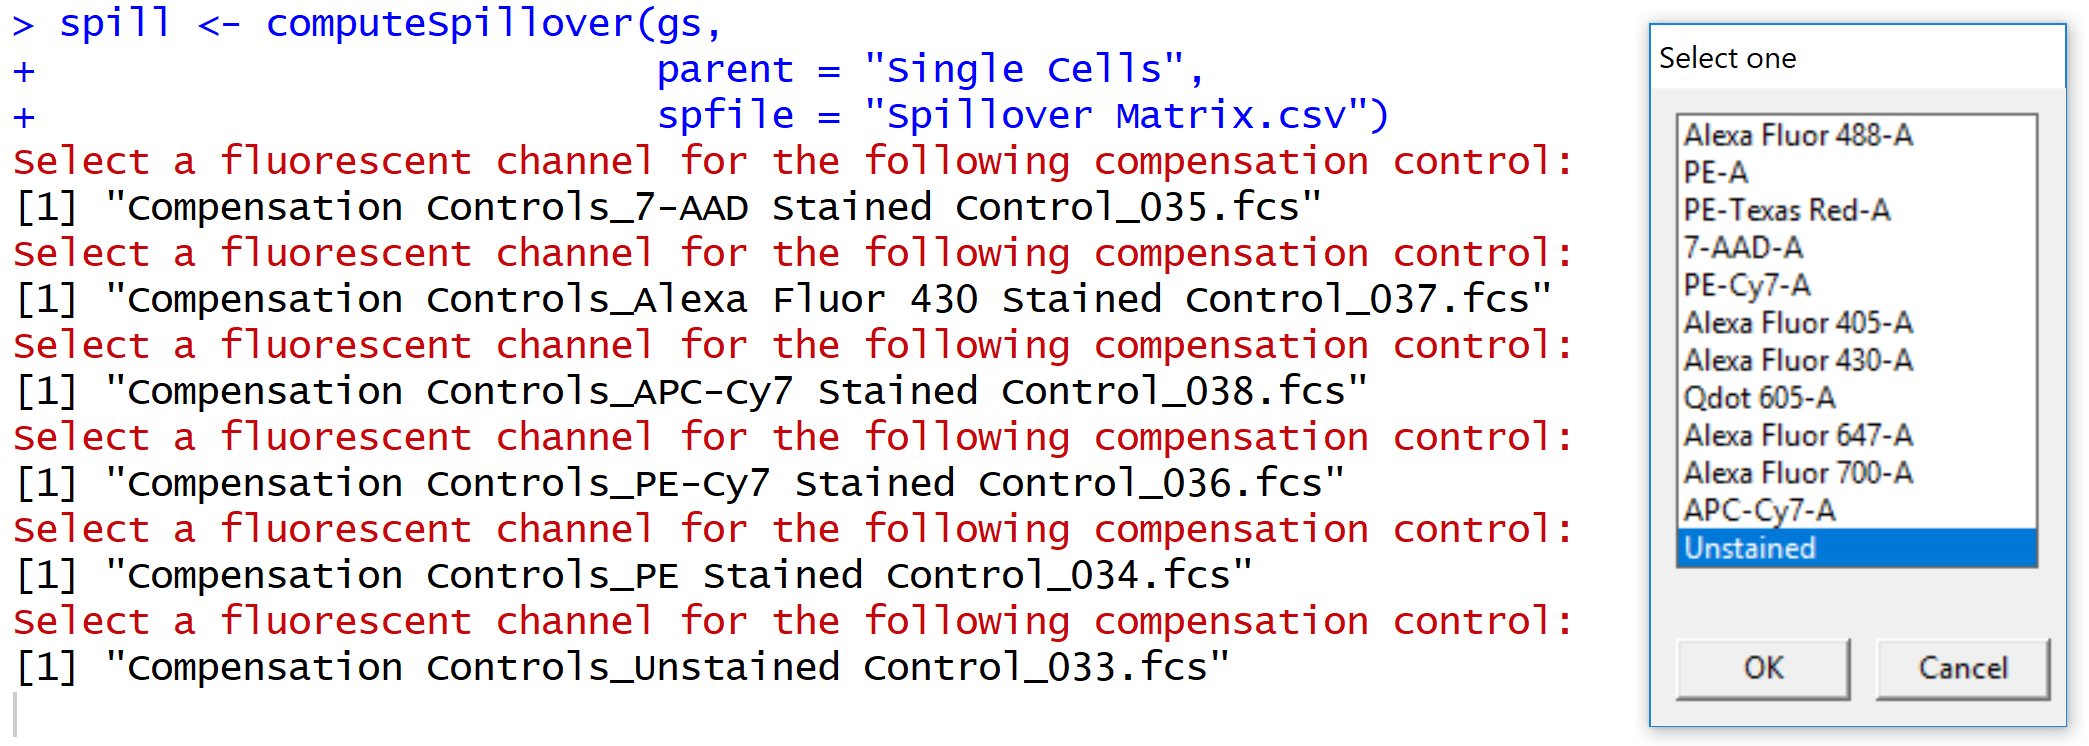 > spill <- computeSpillover(gs,
+                            parent = "Single Cells",
+                            spfile = "Spillover Matrix.csv")
Select a fluorescent channel for the following compensation control:
[1] "Compensation Controls_7-AAD Stained Control_035.fcs"
Select a fluorescent channel for the following compensation control:
[1] "Compensation Controls_Alexa Fluor 430 Stained Control_037.fcs"
Select a fluorescent channel for the following compensation control:
[1] "Compensation Controls_APC-Cy7 Stained Control_038.fcs"
Select a fluorescent channel for the following compensation control:
[1] "Compensation Controls_PE-Cy7 Stained Control_036.fcs"
Select a fluorescent channel for the following compensation control:
[1] "Compensation Controls_PE Stained Control_034.fcs"
Select a fluorescent channel for the following compensation control:
[1] "Compensation Controls_Unstained Control_033.fcs"
Select one
Alexa Fluor 488-A
PE-A
PE-Texas Red-A
7-AAD-A
PE-Cy7-A
Alexa Fluor 405-A
Alexa Fluor 430-A
Qdot 605-A
Alexa Fluor 647-A
Alexa Fluor 700-A
APC-Cy7-A
Unstained
OK
Cancel